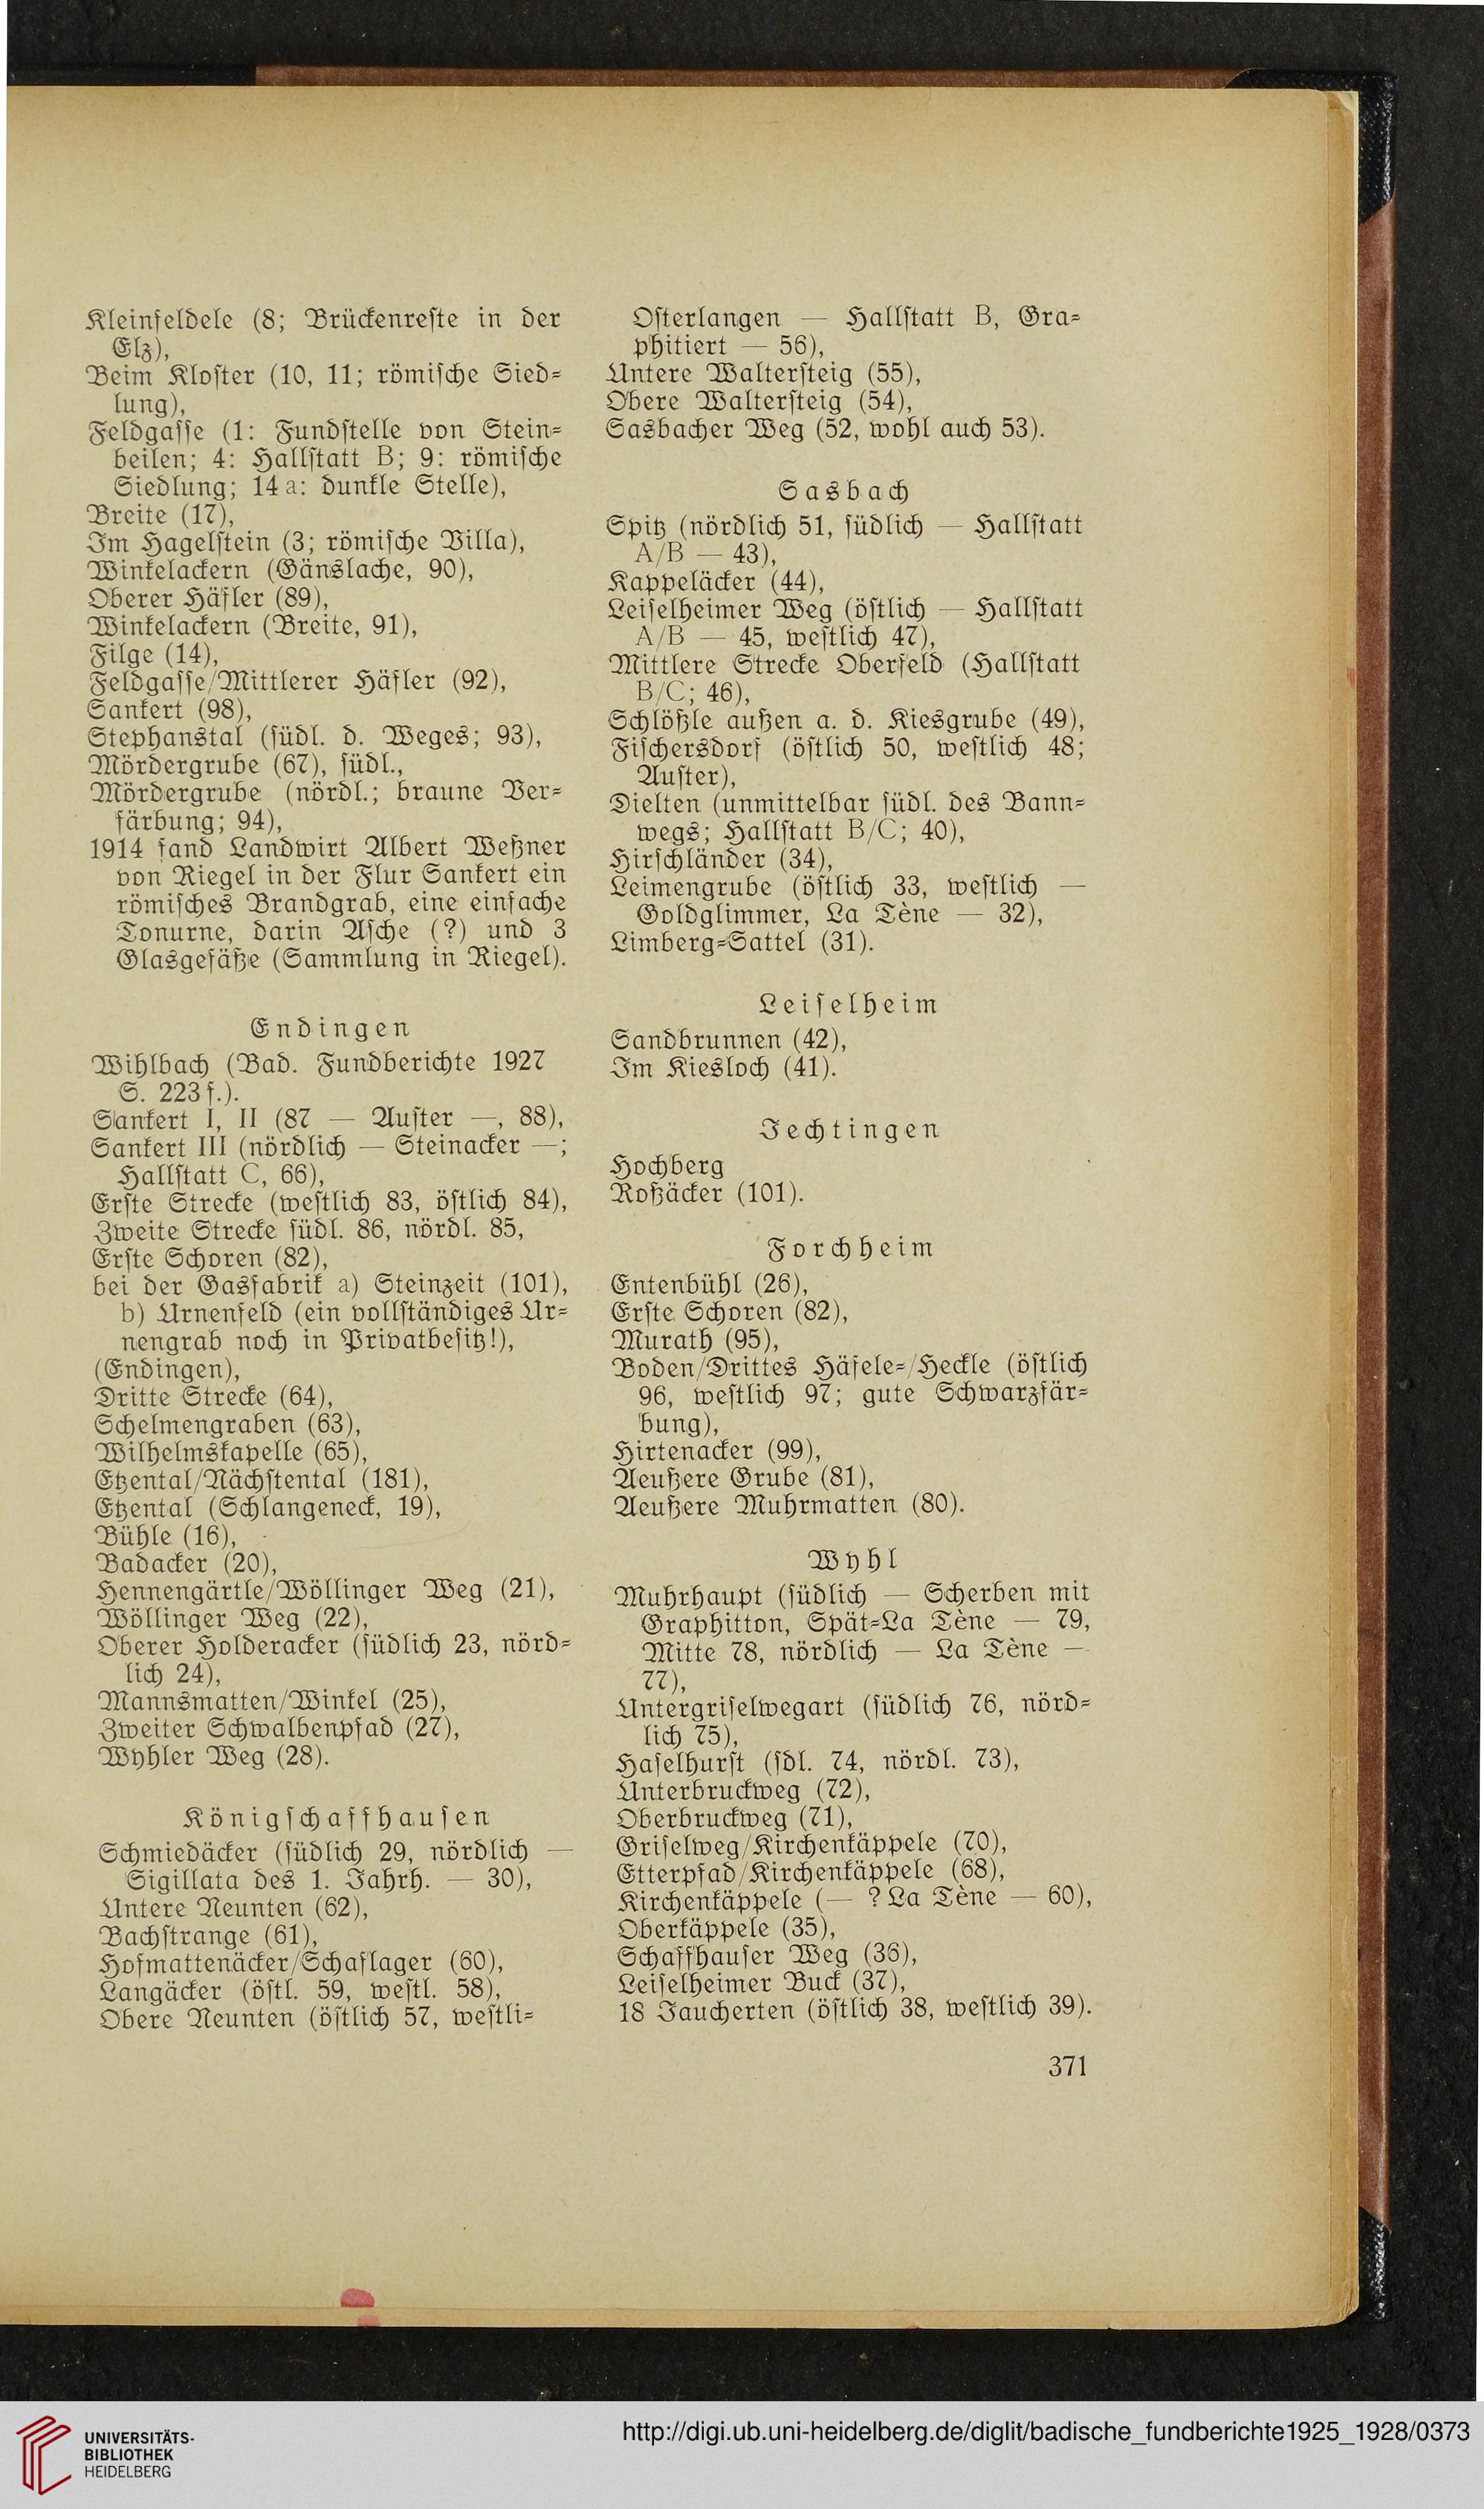 Kleinfeldele (8; Brückenreste in der
Elz),
Beim Kloster (10, 11; römische Sied-
lung),
Feldgasse (1: Fundstelle von Stein-
beilen; 4: Hallstatt B; 9: römische
Siedlung; 14a: dunkle Stelle),
Breite (17),
Im Hagelstein (3; römische Villa),
Winkelackern (Gänslache, 90),
Oberer Häfler (89),
Winkelackern (Breite, 91),
Filge (14),
Feldgasse/Mittlerer Häfler (92),
Sankert (98),
Stephanstal (südl. d. Weges; 93),
Mördergrube (67), südl.,
Mördergrube (nördl.; braune Ver-
färbung; 94),
1914 fand Landwirt Albert Weßner
von Riegel in der Flur Sankert ein
römisches Brandgrab, eine einfache
Tonurne, darin Asche (?) und 3
Glasgefäße (Sammlung in Riegel).
Endingen
Wihlbach (Bad. Fundberichte 1927
S. 223f.).
Sankert I, II (87 — Auster —, 88),
Sankert III (nördlich — Steinacker —;
Hallstatt C, 66),
Erste Strecke (westlich 83, östlich 84),
Zweite Strecke südl. 86, nördl. 85,
Erste Schoren (82),
bei der Gasfabrik a) Steinzeit (101),
b) Urnenfeld (ein vollständiges Ur-
nengrab noch in Privatbesitz!),
(Endingen),
Dritte Strecke (64),
Schelmengraben (63),
Wilhelmskapelle (65),
Etzental/Nächstental (181),
Etzental (Schlangeneck, 19),
Bühle (16),
Badacker (20),
Hennengärtle/Wöllinger Weg (21),
Wöllinger Weg (22),
Oberer Holderacker (südlich 23, nörd-
lich 24),
Mannsmatten/Winkel (25),
Zweiter Schwalbenpfad (27),
Wyhler Weg (28).
Königschaffhausen
Schmiedäcker (südlich 29, nördlich —
Sigillata des 1. Jahrh. — 30),
Untere Neunten (62),
Bachstrange (61),
Hofmattenäcker/Schaflager (60),
Langäcker (östl. 59, westl. 58),
Obere Neunten (östlich 57, westli-
Osterlangen — Hallstatt B, Gra-
phitiert — 56),
Untere Waltersteig (55),
Obere Waltersteig (54),
Sasbacher Weg (52, wohl auch 53).
Sasbach
Spitz (nördlich 51, südlich — Hallstatt
A/B — 43),
Kappeläcker (44),
Leiselheimer Weg (östlich — Hallstatt
A/B — 45, westlich 47),
Mittlere Strecke Oberfeld (Hallstatt
B/C; 46),
Schlößle außen a. d. Kiesgrube (49),
Fischersdorf (östlich 50, westlich 48;
Auster),
Dielten (unmittelbar südl. des Bann-
wegs; Hallstatt B/C; 40),
Hirschländer (34),
Leimengrube (östlich 33, westlich —
Goldglimmer, La Tène — 32),
Limberg-Sattel (31).
Leiselheim
Sandbrunnen (42),
Im Kiesloch (41).
Jechtingen
Hochberg
Roßäcker (101).
Forchheim
Entenbühl (26),
Erste Schoren (82),
Murath (95),
Boden/Drittes Häfele-/Heckle (östlich
96, westlich 97; gute Schwarzfär-
bung),
Hirtenacker (99),
Aeußere Grube (81),
Aeußere Muhrmatten (80).
Wyhl
Muhrhaupt (südlich — Scherben mit
Graphitton, Spät-La Tène — 79,
Mitte 78, nördlich — La Tène —
77),
Untergriselwegart (südlich 76, nörd-
lich 75),
Haselhurst (sdl. 74, nördl. 73),
Unterbruckweg (72),
Oberbruckweg (71),
Griselweg/Kirchenkäppele (70),
Etterpfad/Kirchenkäppele (68),
Kirchenkäppele (— ? La Tène — 60),
Oberkäppele (35),
Schaffhauser Weg (36),
Leiselheimer Buck (37),
18 Jaucherten (östlich 38, westlich 39).
371
UNIVERSITÄTS-
BIBLIOTHEK
HEIDELBERG
http://digi.ub.uni-heidelberg.de/diglit/badische_fundberichte1925_1928/0373